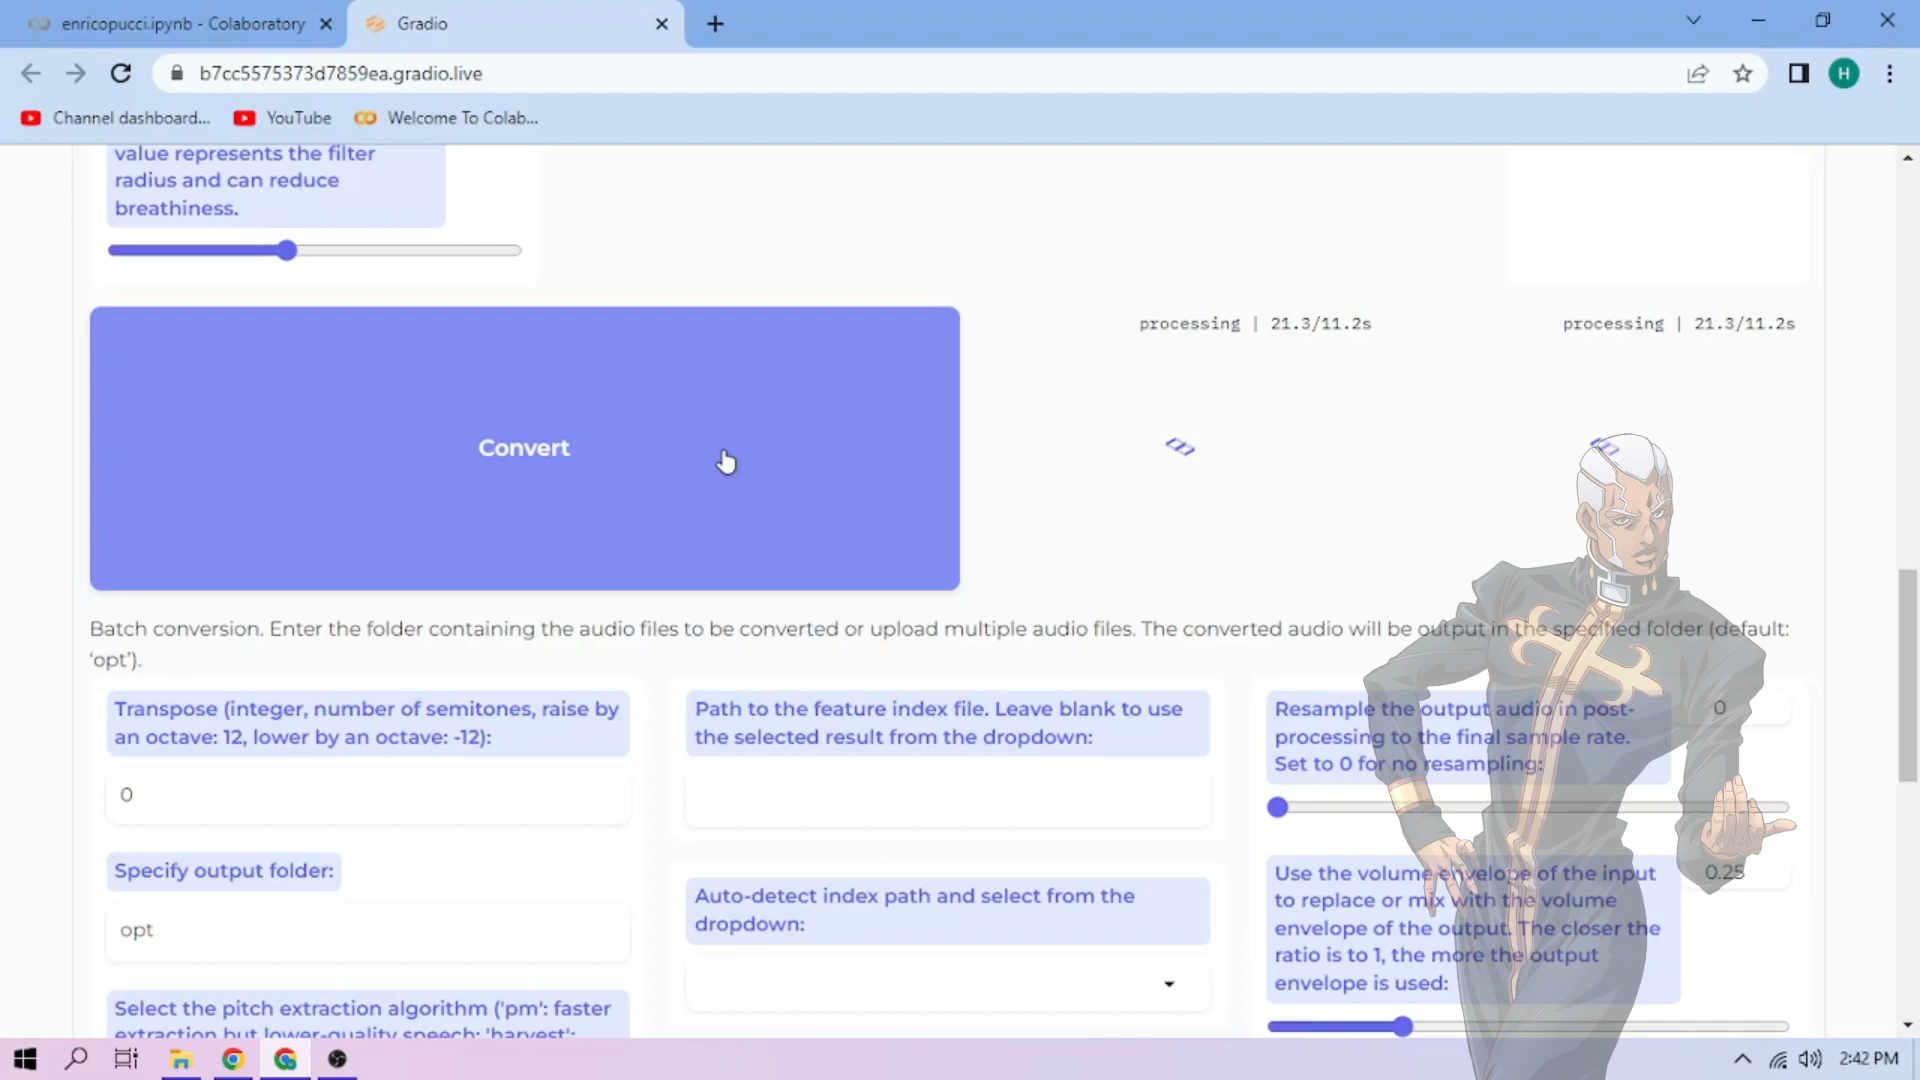 enricopucci.ipynb - Colaboratory
Gradio
b7cc5575373d7859ea.gradio.live
H
Channel dashboard...
YouTube
Welcome To Colab...
value represents the filter
radius and can reduce
breathiness.
Convert
processing | 21.3/11.2s
processing | 21.3/11.2s
Batch conversion. Enter the folder containing the audio files to be converted or upload multiple audio files. The converted audio will be output in the specified folder (default:
‘opt’).
Transpose (integer, number of semitones, raise by
an octave: 12, lower by an octave: -12):
0
Specify output folder:
opt
Select the pitch extraction algorithm ('pm': faster
extraction but lower-quality speech; 'harvest':
Path to the feature index file. Leave blank to use
the selected result from the dropdown:
Auto-detect index path and select from the
dropdown:
Resample the output audio in post-
processing to the final sample rate.
Set to 0 for no resampling:
0
Use the volume envelope of the input
to replace or mix with the volume
envelope of the output. The closer the
ratio is to 1, the more the output
envelope is used:
0.25
2:42 PM